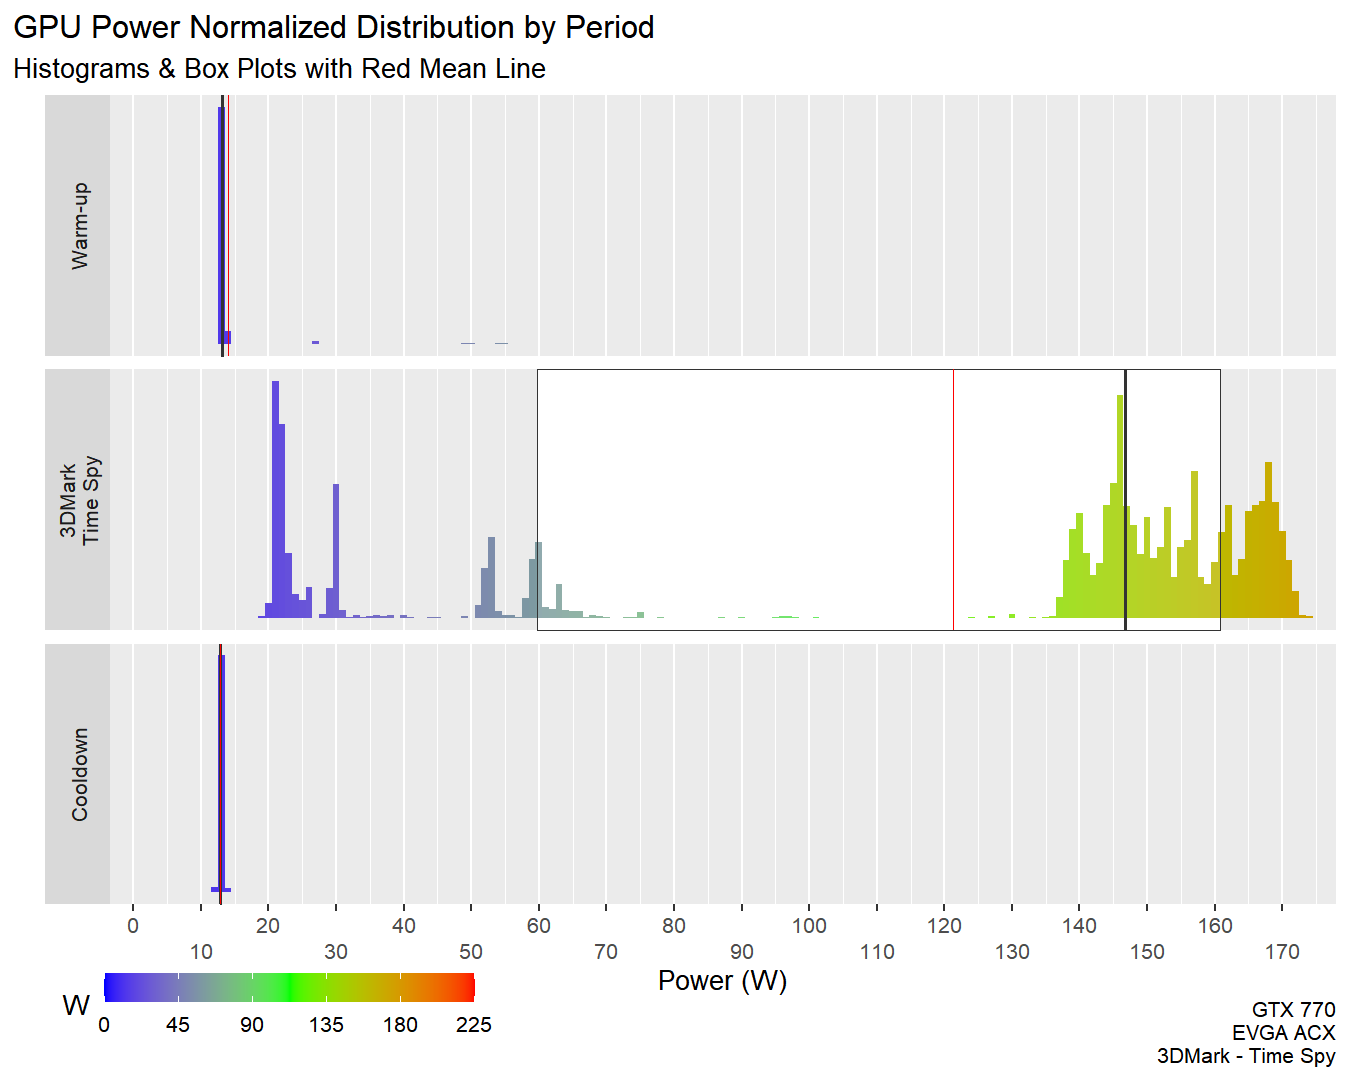 GPU Power Normalized Distribution by Period
Histograms & Box Plots with Red Mean Line
Warm-up
3DMark
Time Spy
Cooldown
0 20 40 60 80 100 120 140 160
10 30 50 70 90 110 130 150 170
Power (W)
W
0 45 90 135 180 225
GTX 770
EVGA ACX
3DMark - Time Spy